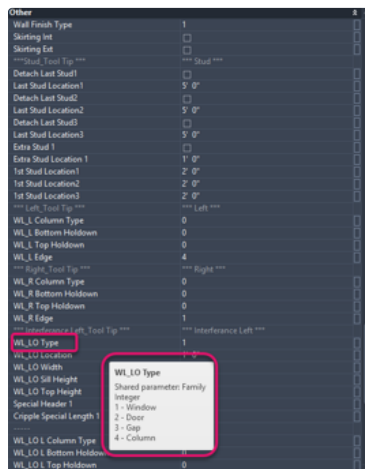 Other
Wall Finish Type 1
Skirting Int
Skirting Ext
***Stud_Tool Tip *** *** Stud ***
Detach Last Stud1
Last Stud Location1 5' 0"
Detach Last Stud2
Last Stud Location2 5' 0"
Detach Last Stud3
Last Stud Location3 5' 0"
Extra Stud 1
Extra Stud Location 1 1' 0"
1st Stud Location1 2' 0"
1st Stud Location2 2' 0"
1st Stud Location3 2' 0"
*** Left_Tool Tip *** *** Left ***
WL_L Column Type 0
WL_L Bottom Holdown 0
WL_L Top Holdown 0
WL_L Edge 4
*** Right_Tool Tip *** *** Right ***
WL_R Column Type 0
WL_R Bottom Holdown 0
WL_R Top Holdown 0
WL_R Edge 1
*** Interferance Left_Tool Tip *** *** Interferance Left ***
WL_LO Type 1
WL_LO Location
WL_LO Width
WL_LO Sill Height
WL_LO Top Height
Special Header 1
Cripple Special Length 1
-----
WL_LO L Column Type
WL_LO L Bottom Holdown
WL_LO L Top Holdown 0
WL_LO Type
Shared parameter: Family
Integer
1 - Window
2 - Door
3 - Gap
4 - Column